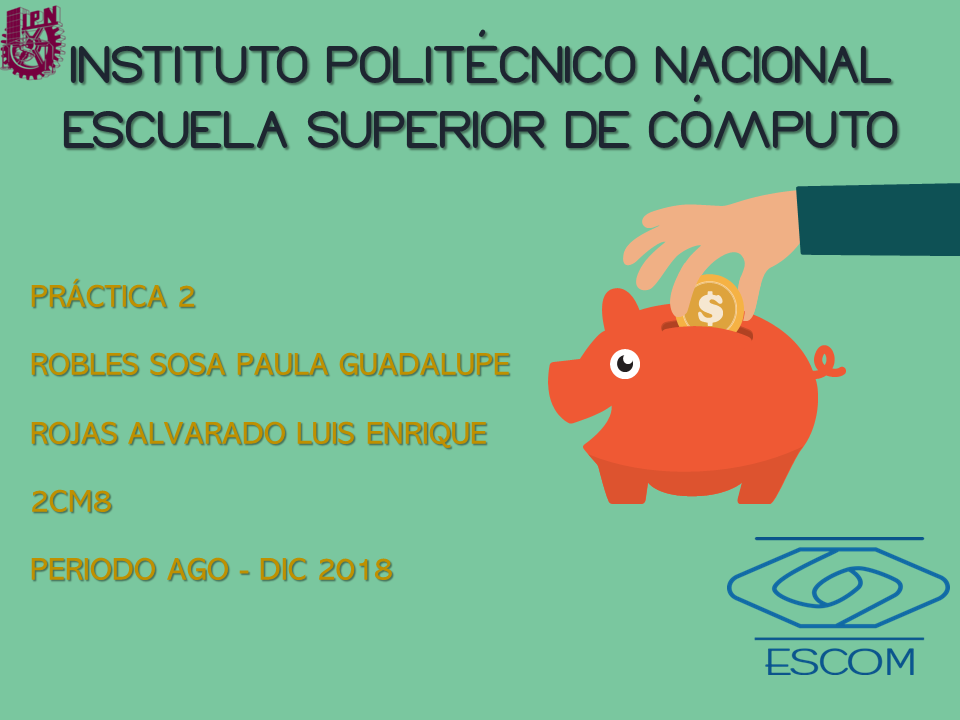 IPN
INSTITUTO POLITÉCNICO NACIONAL
ESCUELA SUPERIOR DE CÓMPUTO
$
PRÁCTICA 2
ROBLES SOSA PAULA GUADALUPE
ROJAS ALVARADO LUIS ENRIQUE
2CM8
PERIODO AGO - DIC 2018
ESCOM